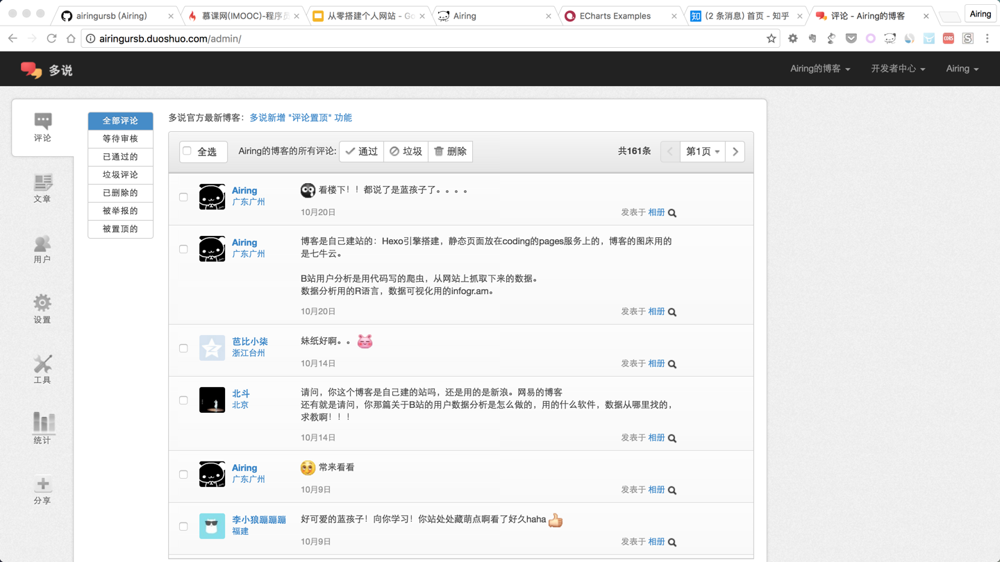 airingursb (Airing)
慕课网(IMOOC)-程序员
从零搭建个人网站 - Go
Airing
ECharts Examples
(2 条消息) 首页 - 知乎
评论 - Airing的博客
Airing
airingursb.duoshuo.com/admin/
CORS
多说
Airing的博客
开发者中心
Airing
评论
文章
用户
设置
工具
统计
分享
全部评论
等待审核
已通过的
垃圾评论
已删除的
被举报的
被置顶的
多说官方最新博客：多说新增 "评论置顶" 功能
全选 Airing的博客的所有评论: 通过 垃圾 删除 共161条 第1页
Airing
广东广州
看楼下！！都说了是蓝孩子了。。。。
10月20日 发表于 相册
Airing
广东广州
博客是自己建站的：Hexo引擎搭建，静态页面放在coding的pages服务上的，博客的图床用的
是七牛云。
B站用户分析是用代码写的爬虫，从网站上抓取下来的数据。
数据分析用的R语言，数据可视化用的infogr.am。
10月20日 发表于 相册
芭比小柒
浙江台州
妹纸好啊。。
10月14日 发表于 相册
北斗
北京
请问，你这个博客是自己建的站吗，还是用的是新浪。网易的博客
还有就是请问，你那篇关于B站的用户数据分析是怎么做的，用的什么软件，数据从哪里找的，
求教啊！！！
10月14日 发表于 相册
Airing
广东广州
常来看看
10月9日 发表于 相册
李小狼蹦蹦蹦
福建
好可爱的蓝孩子！向你学习！你站处处藏萌点啊看了好久haha
10月9日 发表于 相册